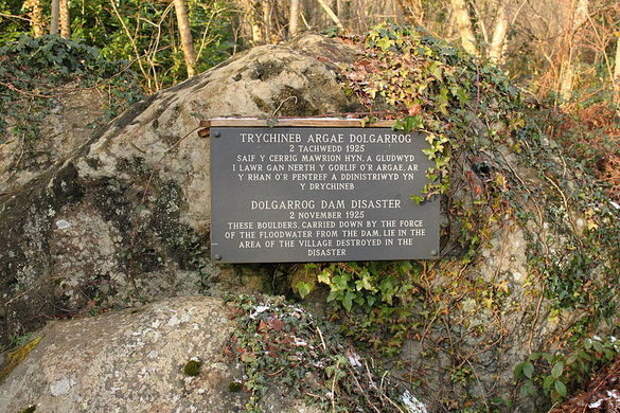 TRYCHINEB ARGAE DOLGARROG
2 TACHWEDD 1925
SAIF Y CERRIG MAWRION HYN, A GLUDWYD
I LAWR GAN NERTH Y GORLIF O'R ARGAE, AR
Y RHAN O'R PENTREF A DDINISTRIWYD YN
Y DRYCHINEB
DOLGARROG DAM DISASTER
2 NOVEMBER 1925
THESE BOULDERS, CARRIED DOWN BY THE FORCE
OF THE FLOODWATER FROM THE DAM, LIE IN THE
AREA OF THE VILLAGE DESTROYED IN THE
DISASTER